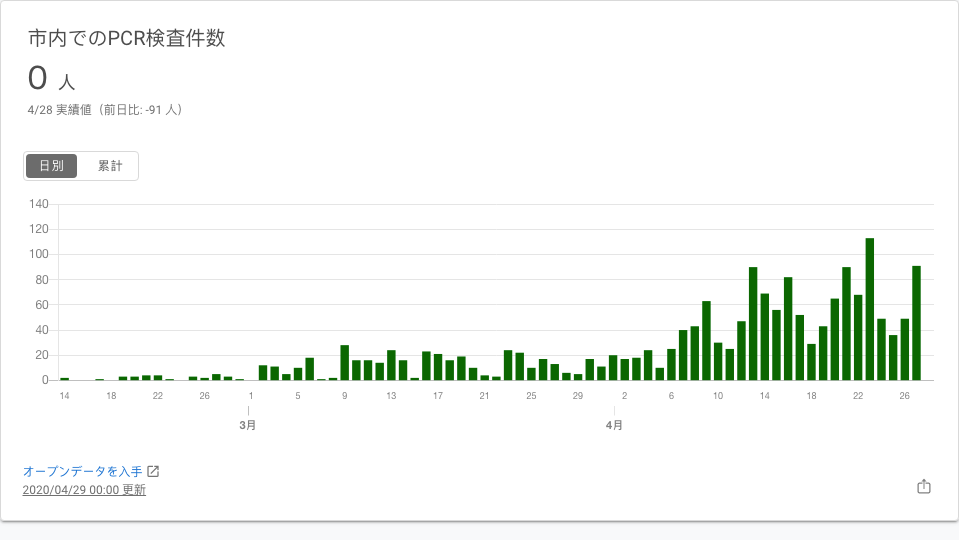 市内でのPCR検査件数
0 人
4/28 実績値（前日比: -91 人）
日別 累計
140
120
100
80
60
40
20
0
14 18 22 26 1 5 9 13 17 21 25 29 2 6 10 14 18 22 26
3月 4月
オープンデータを入手
2020/04/29 00:00 更新